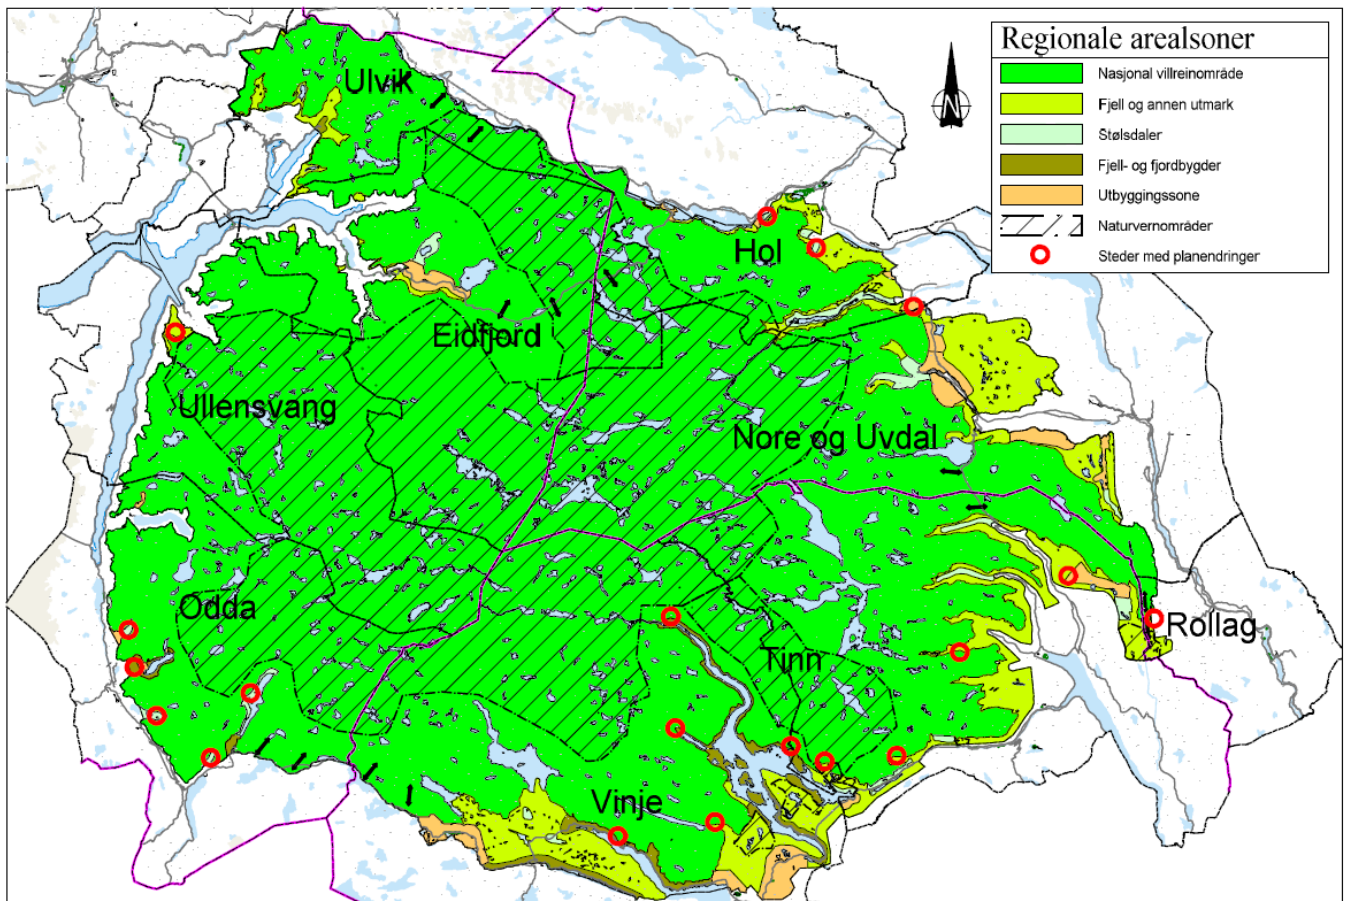 Regionale arealsoner
Nasjonal villreinområde
Fjell og annen utmark
Stølsdaler
Fjell- og fjordbygder
Utbyggingssone
Naturvernområder
Steder med planendringer
N
Ulvik
Hol
Eidfjord
Ullensvang
Nore og Uvdal
Odda
Tinn
Rollag
Vinje